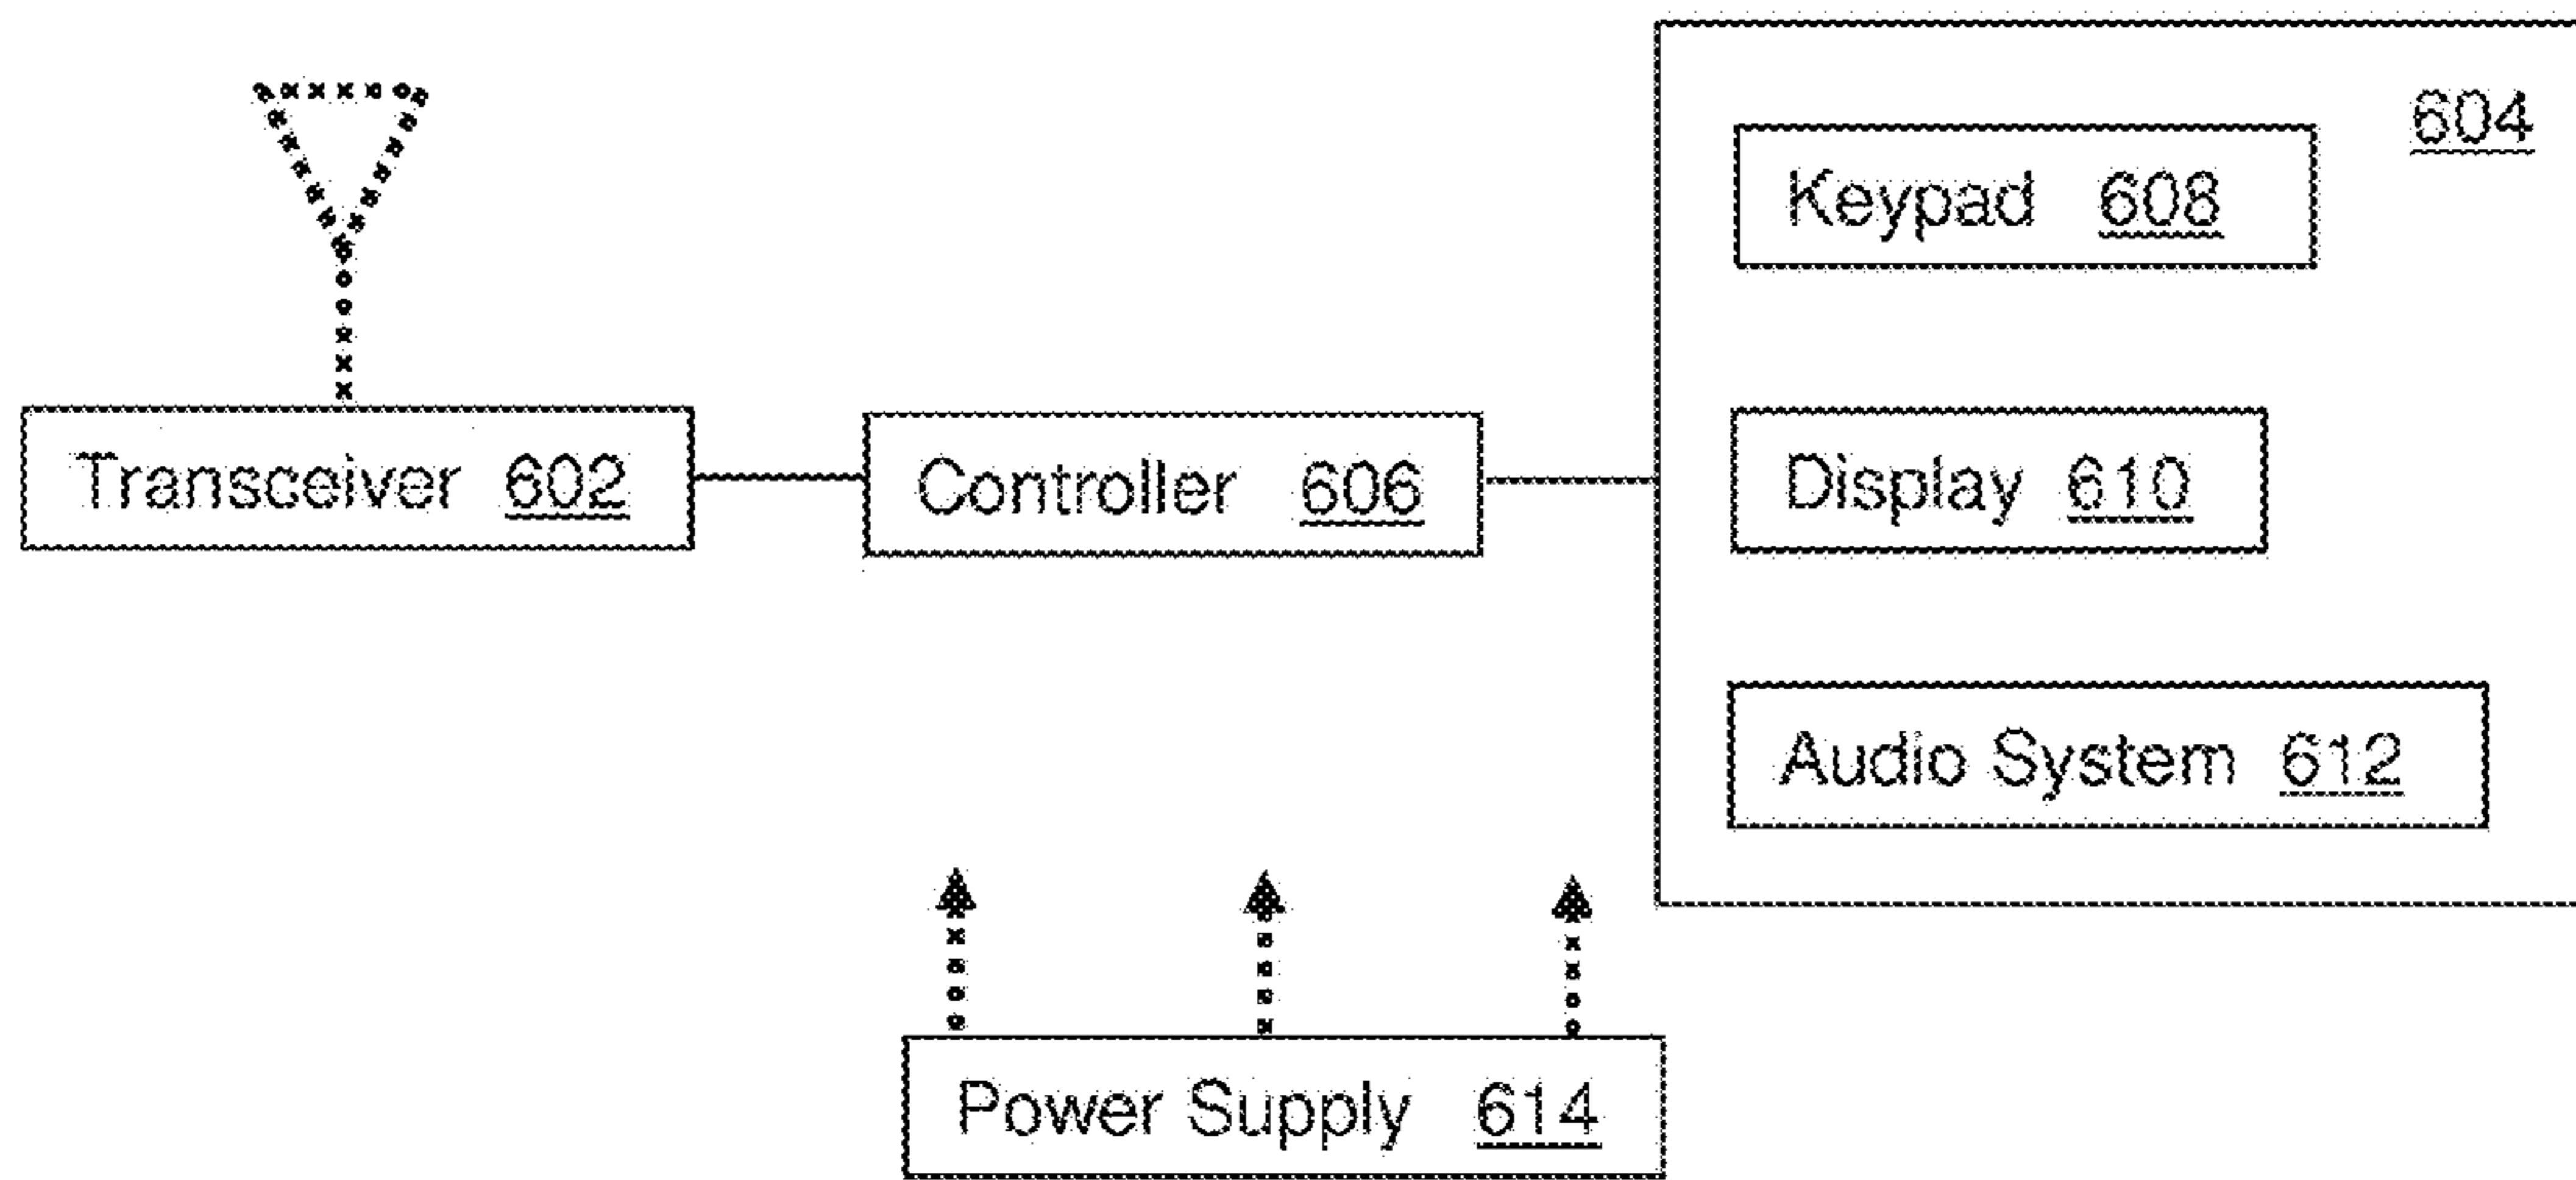 604
Keypad 608
Transceiver 602
Controller 606
Display 610
Audio System 612
Power Supply 614